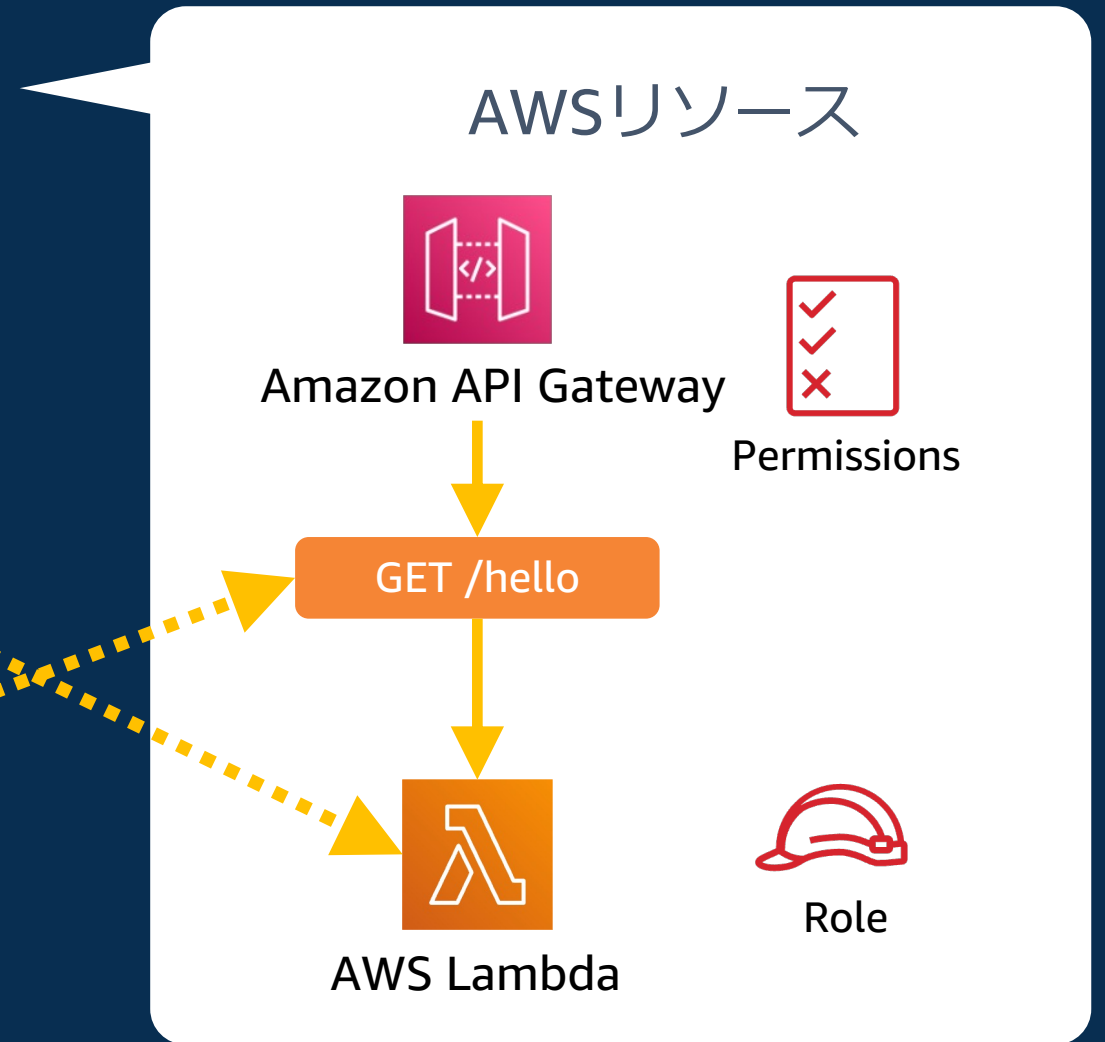 AWSリソース
Amazon API Gateway
Permissions
GET /hello
AWS Lambda
Role